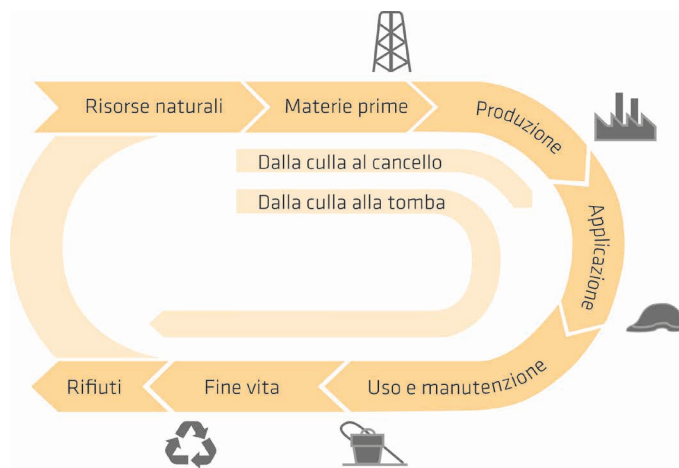 Risorse naturali
Materie prime
Produzione
Dalla culla al cancello
Dalla culla alla tomba
Applicazione
Uso e manutenzione
Fine vita
Rifiuti